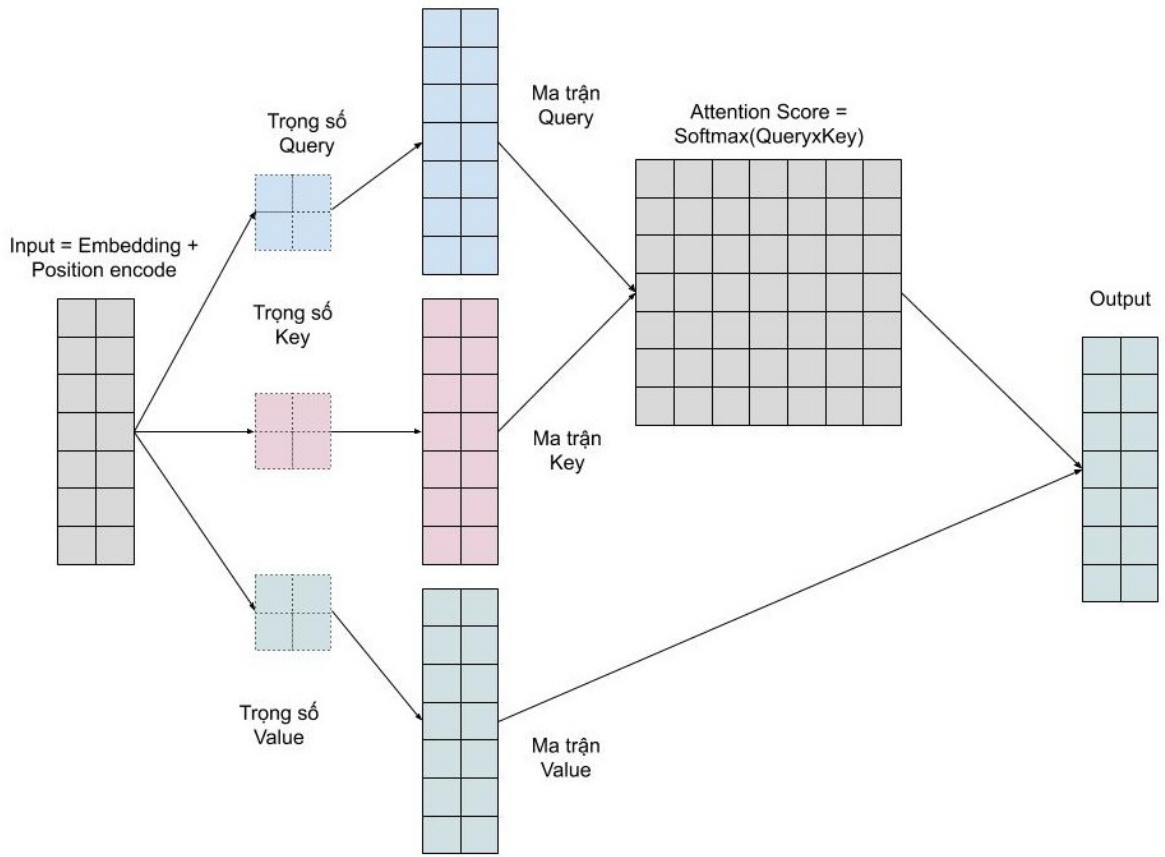 Input = Embedding +
Position encode
Trọng số
Query
Trọng số
Key
Trọng số
Value
Ma trận
Query
Ma trận
Key
Ma trận
Value
Attention Score =
Softmax(QueryxKey)
Output